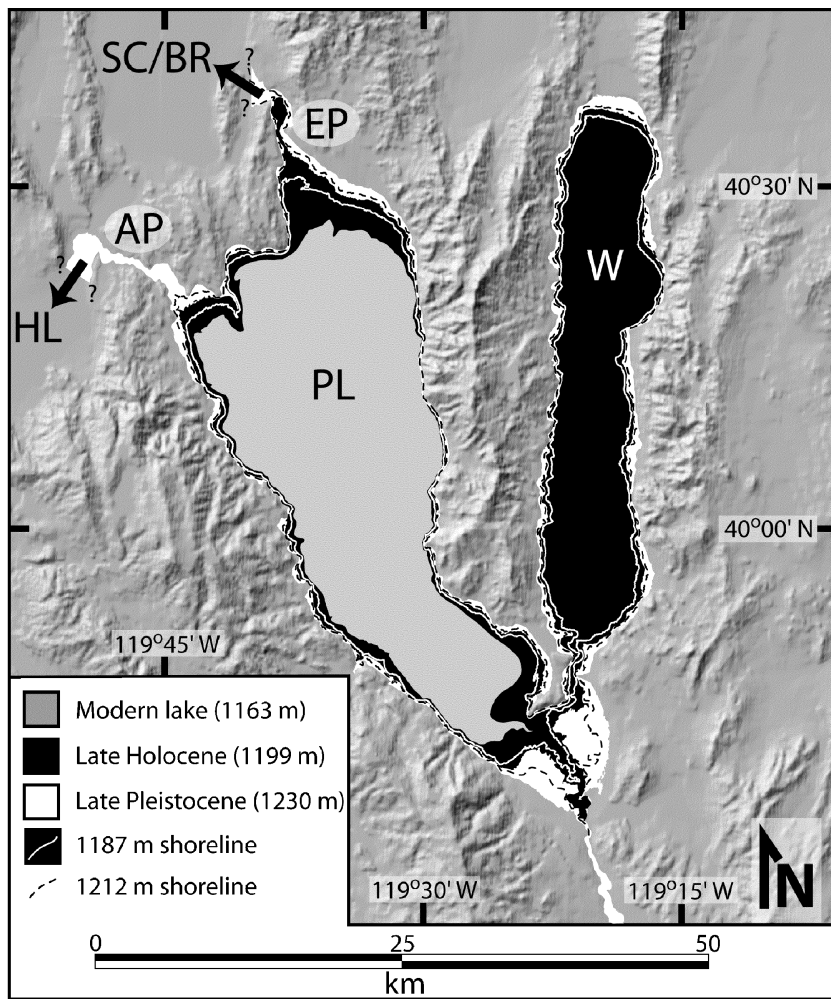 SC/BR
?
?
EP
40°30' N
AP
?
?
W
HL
PL
40°00' N
119°45' W
Modern lake (1163 m)
Late Holocene (1199 m)
Late Pleistocene (1230 m)
1187 m shoreline
1212 m shoreline
119°30' W
119°15' W
N
0
25
50
km